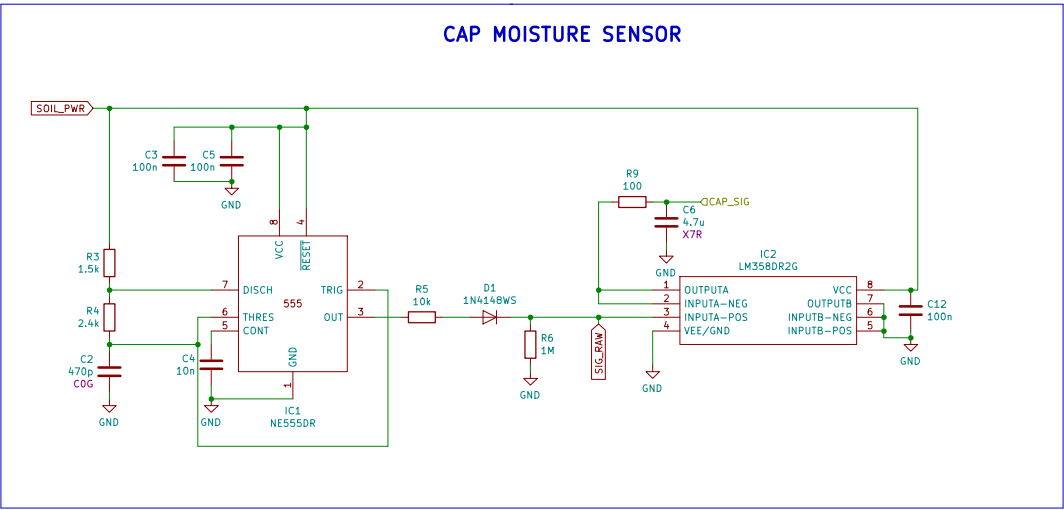 CAP MOISTURE SENSOR
SOIL_PWR
C3
100n
C5
100n
GND
R9
100
CAP_SIG
C6
4.7u
X7R
GND
8
4
VCC
RESET
R3
1.5k
7
DISCH
TRIG
2
555
R4
2.4k
6
THRES
OUT
3
5
CONT
GND
1
C2
470p
C0G
GND
C4
10n
GND
IC1
NE555DR
R5
10k
D1
1N4148WS
R6
1M
GND
SIG_RAW
IC2
LM358DR2G
1
OUTPUTA
VCC
8
2
INPUTA-NEG
OUTPUTB
7
3
INPUTA-POS
INPUTB-NEG
6
4
VEE/GND
INPUTB-POS
5
GND
C12
100n
GND